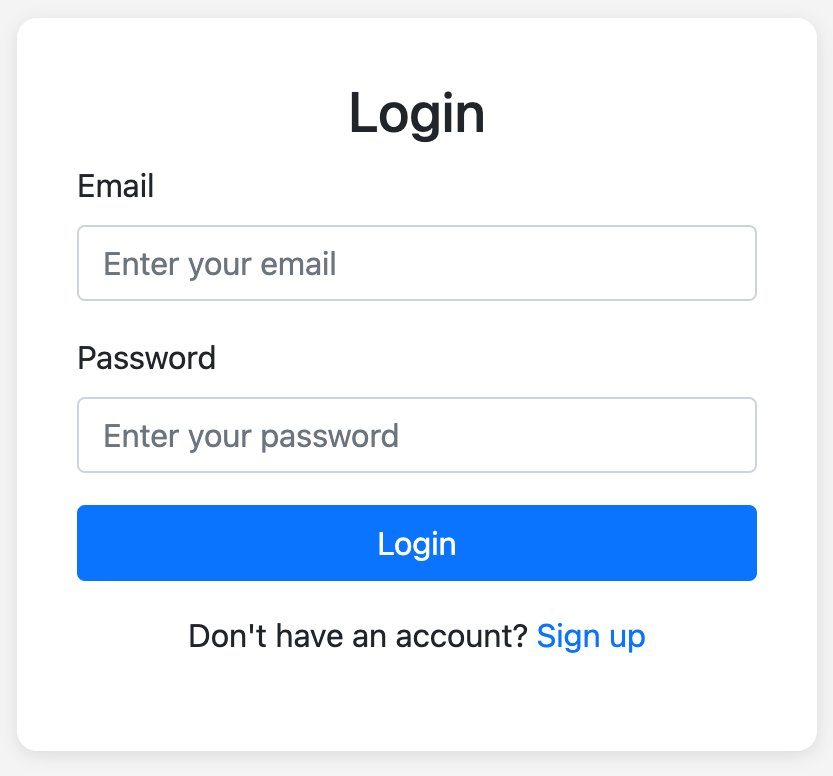 Login
Email
Enter your email
Password
Enter your password
Login
Don't have an account? Sign up